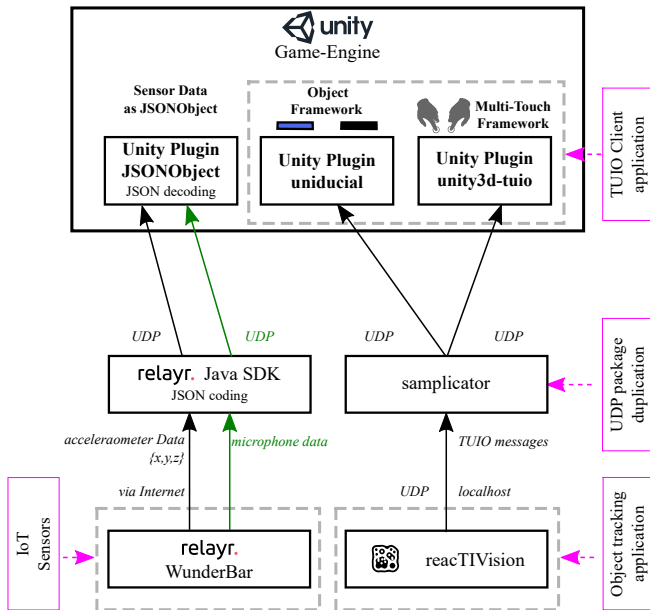 unity
Game-Engine
Sensor Data
as JSONObject
Object
Framework
Multi-Touch
Framework
Unity Plugin
JSONObject
JSON decoding
Unity Plugin
uniducial
Unity Plugin
unity3d-tuio
TUIO Client
application
UDP
UDP
UDP
UDP
relayr. Java SDK
JSON coding
samplicator
UDP package
duplication
acceleraometer Data
{x,y,z}
microphone data
TUIO messages
via Internet
UDP
localhost
IoT
Sensors
relayr.
WunderBar
reacTIVision
Object tracking
application